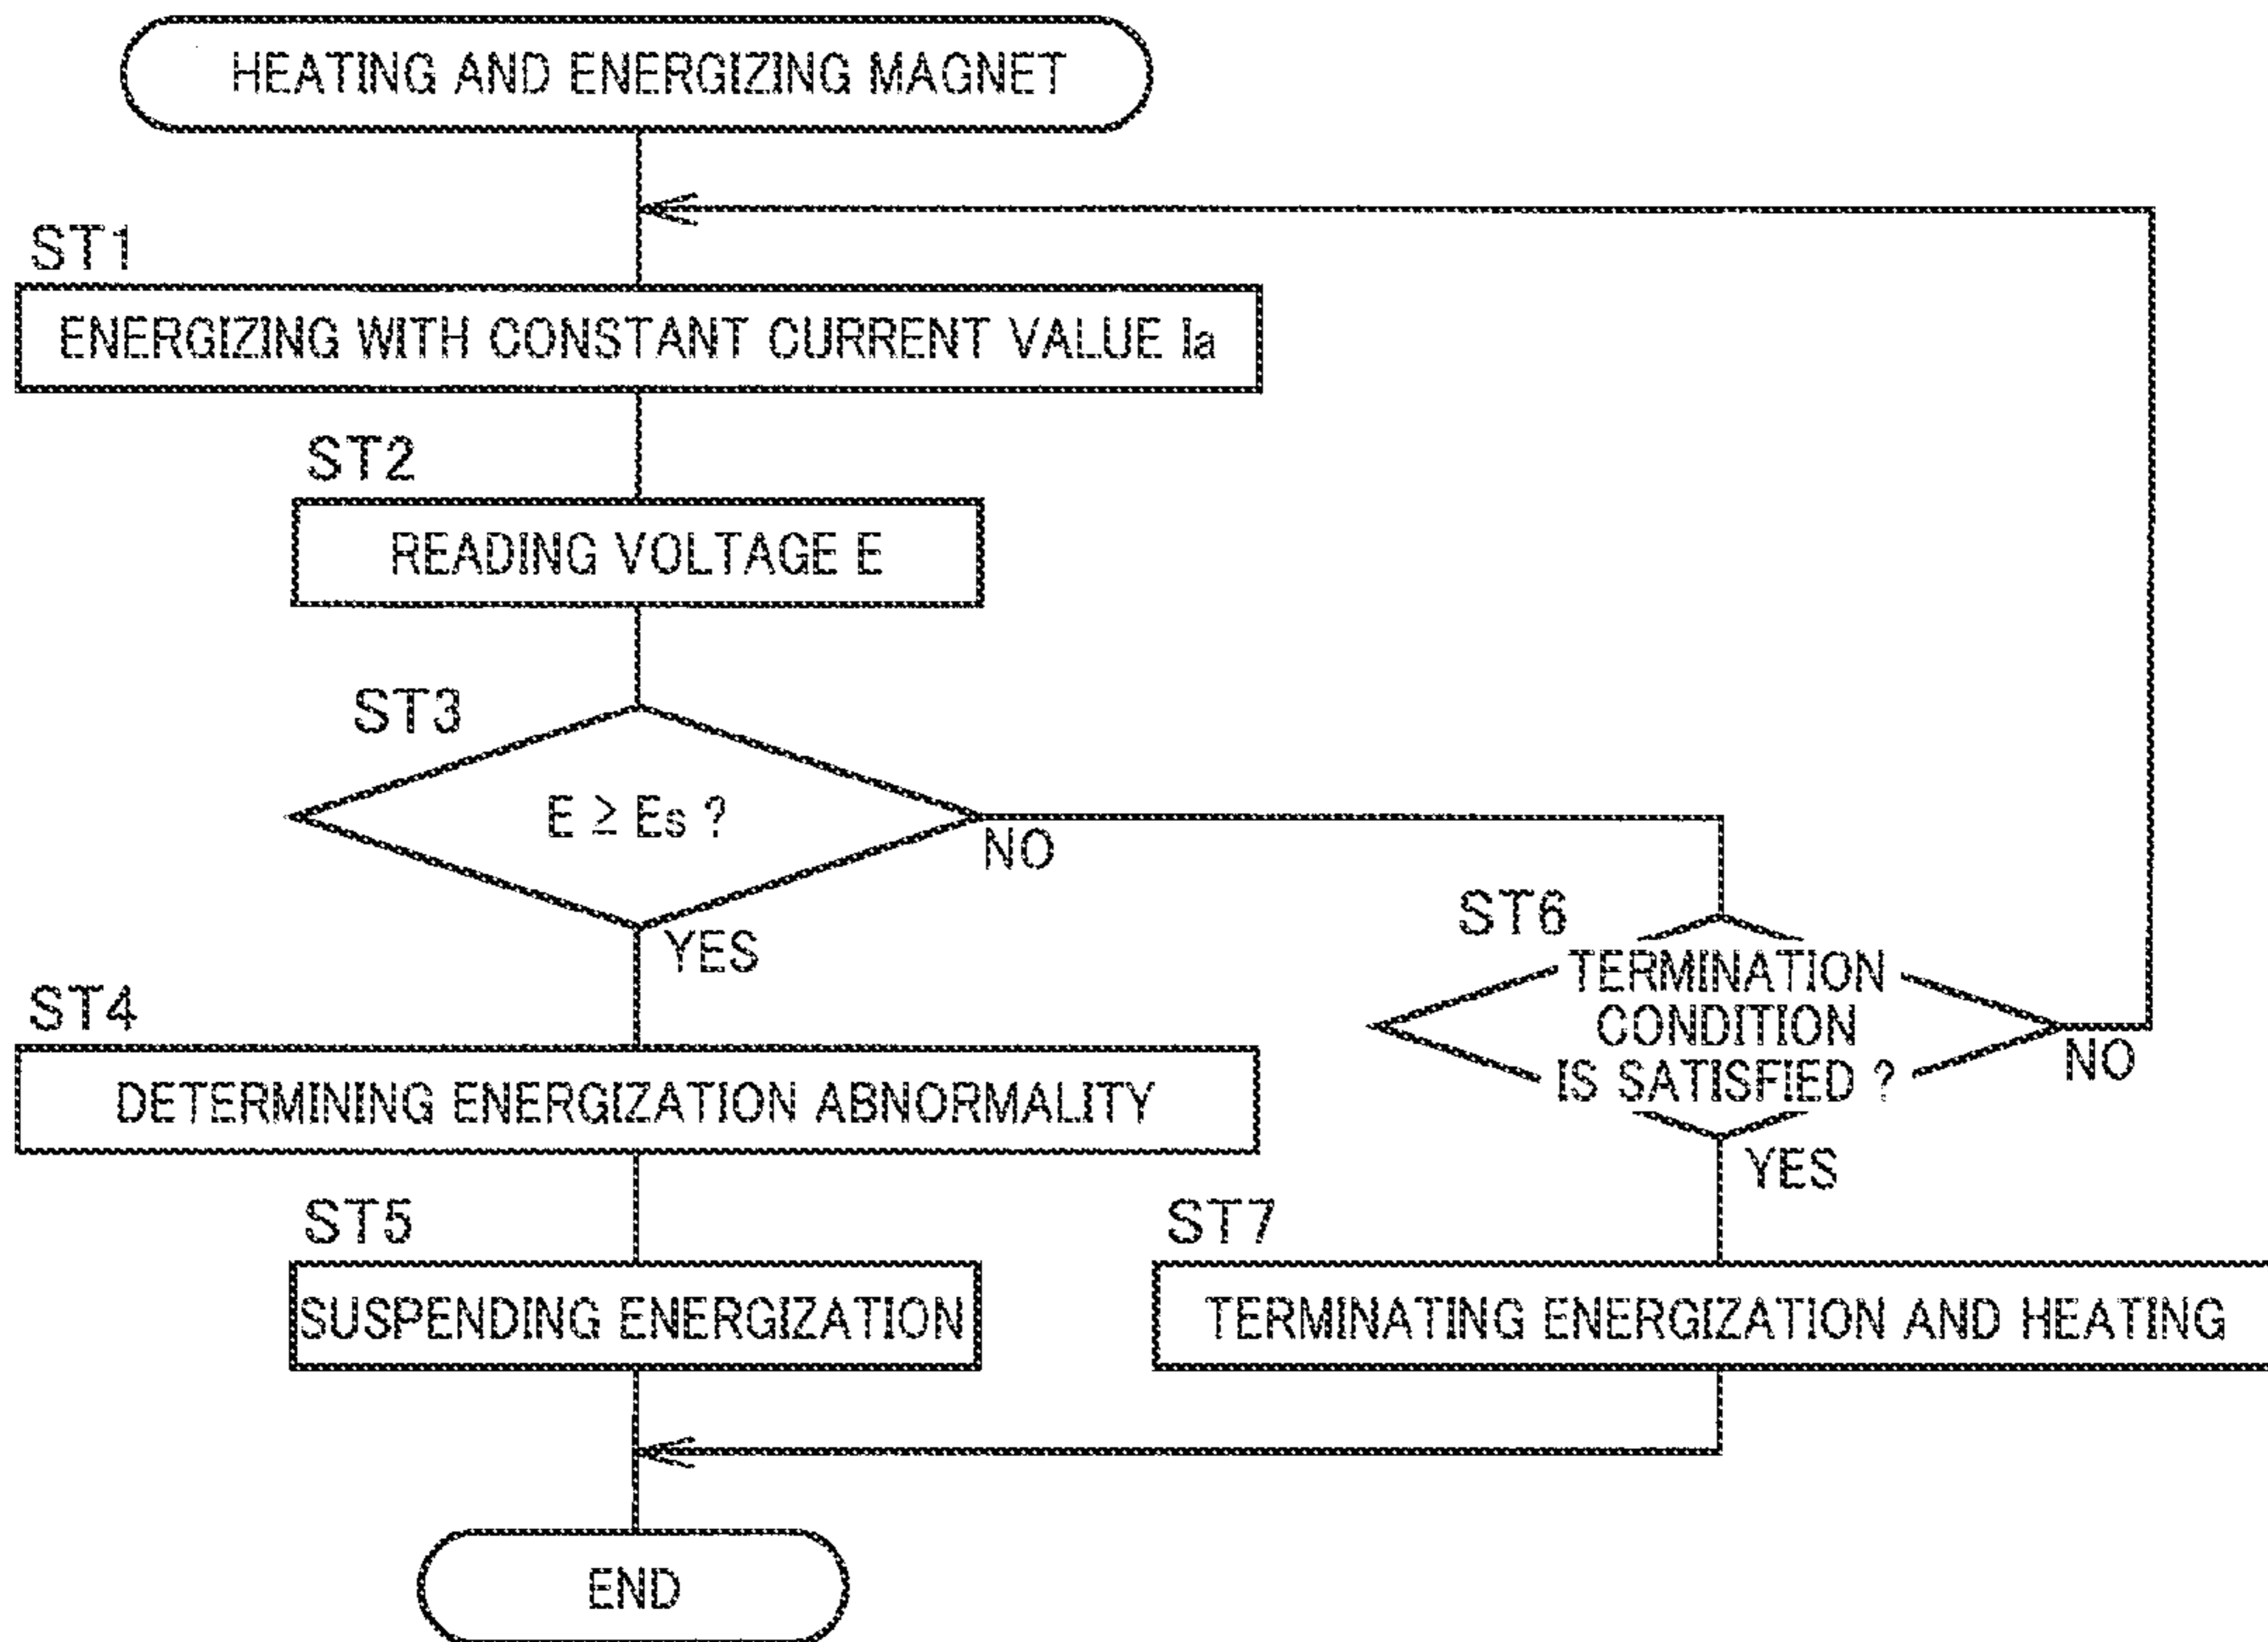 HEATING AND ENERGIZING MAGNET
ST1
ENERGIZING WITH CONSTANT CURRENT VALUE Ia
ST2
READING VOLTAGE E
ST3
E ≥ Es ?
NO
YES
ST6
TERMINATION
CONDITION
IS SATISFIED ?
NO
YES
ST4
DETERMINING ENERGIZATION ABNORMALITY
ST5
SUSPENDING ENERGIZATION
ST7
TERMINATING ENERGIZATION AND HEATING
END